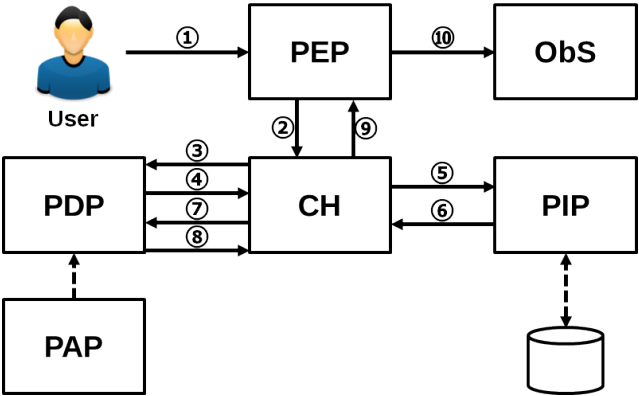 ①
PEP
⑩
ObS
User
②
⑨
③
④
⑦
⑧
PDP
CH
⑤
⑥
PIP
PAP